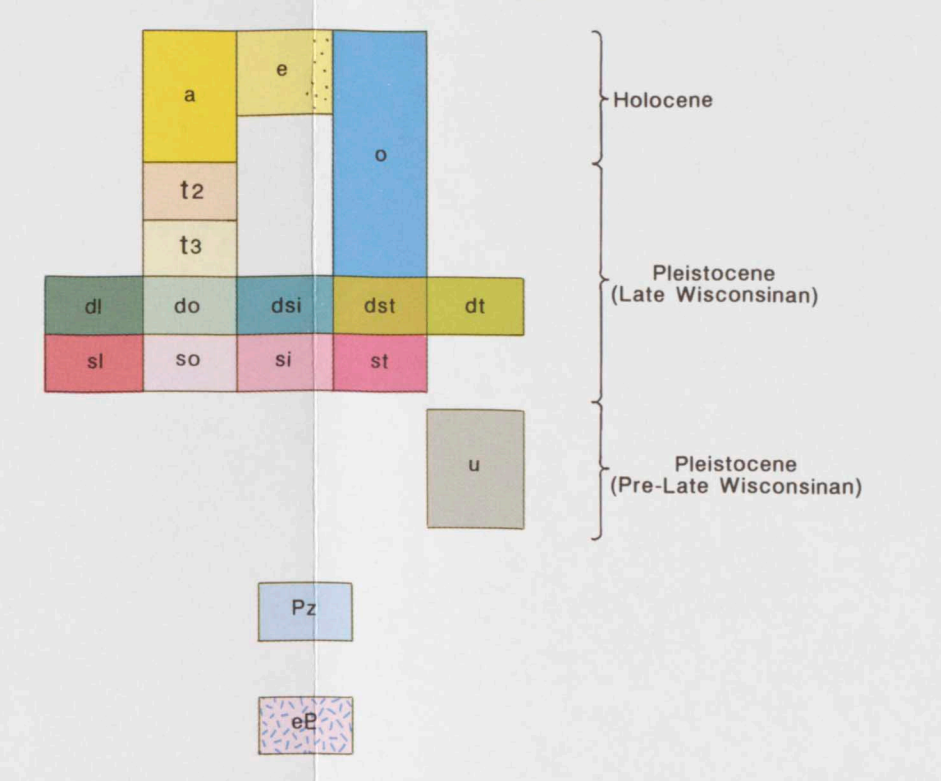 a
e
o
Holocene
t2
t3
Pleistocene
(Late Wisconsinan)
dl
do
dsi
dst
dt
sl
so
si
st
u
Pleistocene
(Pre-Late Wisconsinan)
Pz
eP